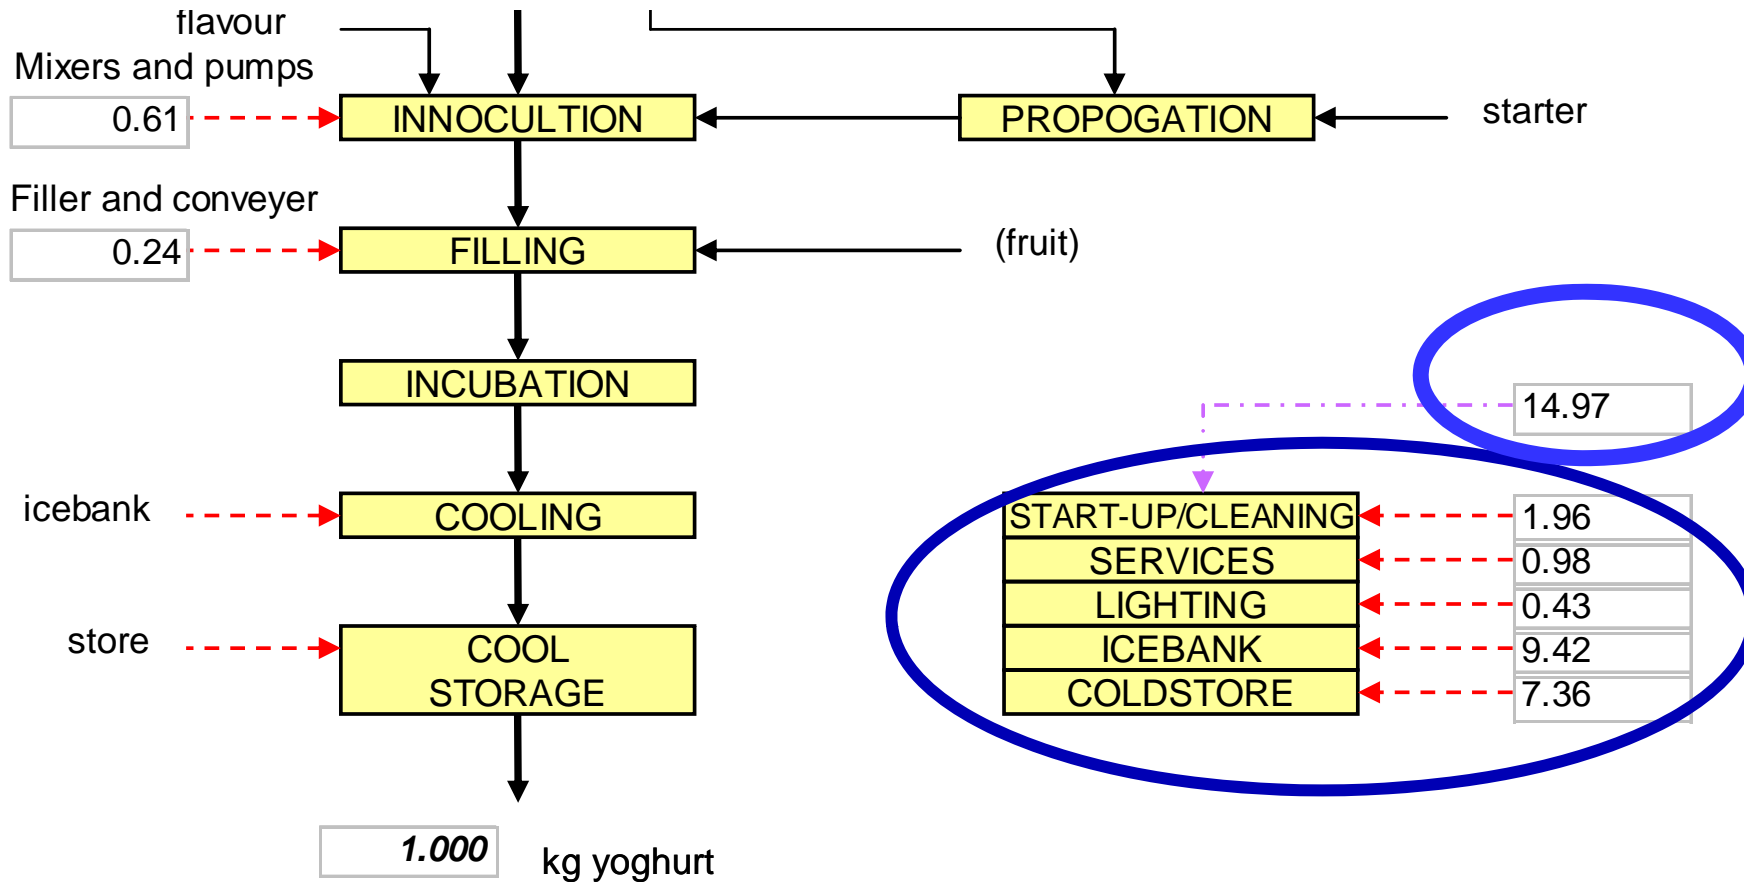 flavour
Mixers and pumps
0.61
INNOCULTION
PROPOGATION
starter
Filler and conveyer
0.24
FILLING
(fruit)
INCUBATION
14.97
icebank
COOLING
START-UP/CLEANING
1.96
SERVICES
0.98
LIGHTING
0.43
store
COOL
STORAGE
ICEBANK
9.42
COLDSTORE
7.36
1.000
kg yoghurt